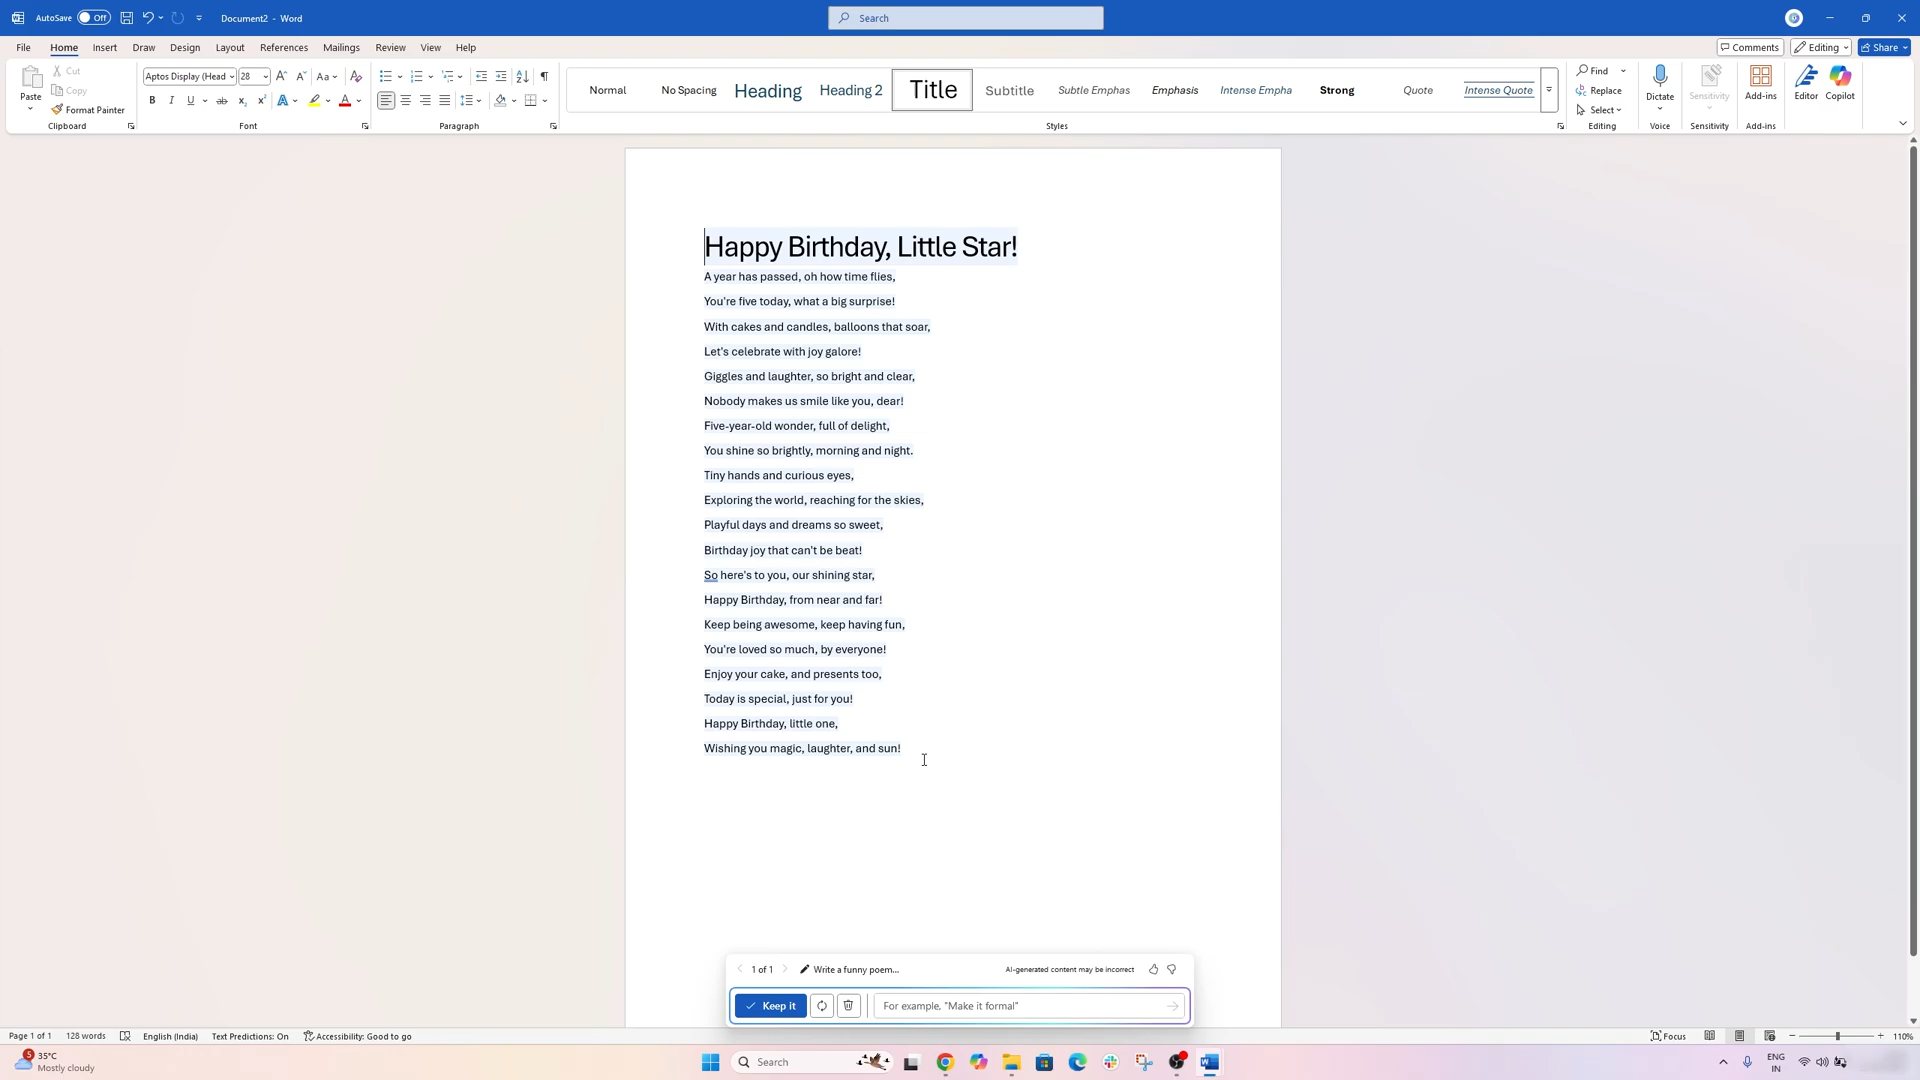 AutoSave Off Document2 - Word Search
File Home Insert Draw Design Layout References Mailings Review View Help Comments Editing Share
Paste Cut Copy Format Painter
Clipboard
Aptos Display (Head 28 Aa
B I U ab x₂ x² A A
Font
Paragraph
Normal No Spacing Heading Heading 2 Title Subtitle Subtle Emphas Emphasis Intense Empha Strong Quote Intense Quote
Styles
Find Replace Select
Editing
Dictate
Voice
Sensitivity
Sensitivity
Add-ins
Add-ins
Editor Copilot
Happy Birthday, Little Star!
A year has passed, oh how time flies,
You're five today, what a big surprise!
With cakes and candles, balloons that soar,
Let's celebrate with joy galore!
Giggles and laughter, so bright and clear,
Nobody makes us smile like you, dear!
Five-year-old wonder, full of delight,
You shine so brightly, morning and night.
Tiny hands and curious eyes,
Exploring the world, reaching for the skies,
Playful days and dreams so sweet,
Birthday joy that can't be beat!
So here's to you, our shining star,
Happy Birthday, from near and far!
Keep being awesome, keep having fun,
You're loved so much, by everyone!
Enjoy your cake, and presents too,
Today is special, just for you!
Happy Birthday, little one,
Wishing you magic, laughter, and sun!
1 of 1 Write a funny poem... AI-generated content may be incorrect
Keep it For example, "Make it formal"
Page 1 of 1 128 words English (India) Text Predictions: On Accessibility: Good to go Focus 110%
5 35°C
Mostly cloudy
Search
ENG
IN